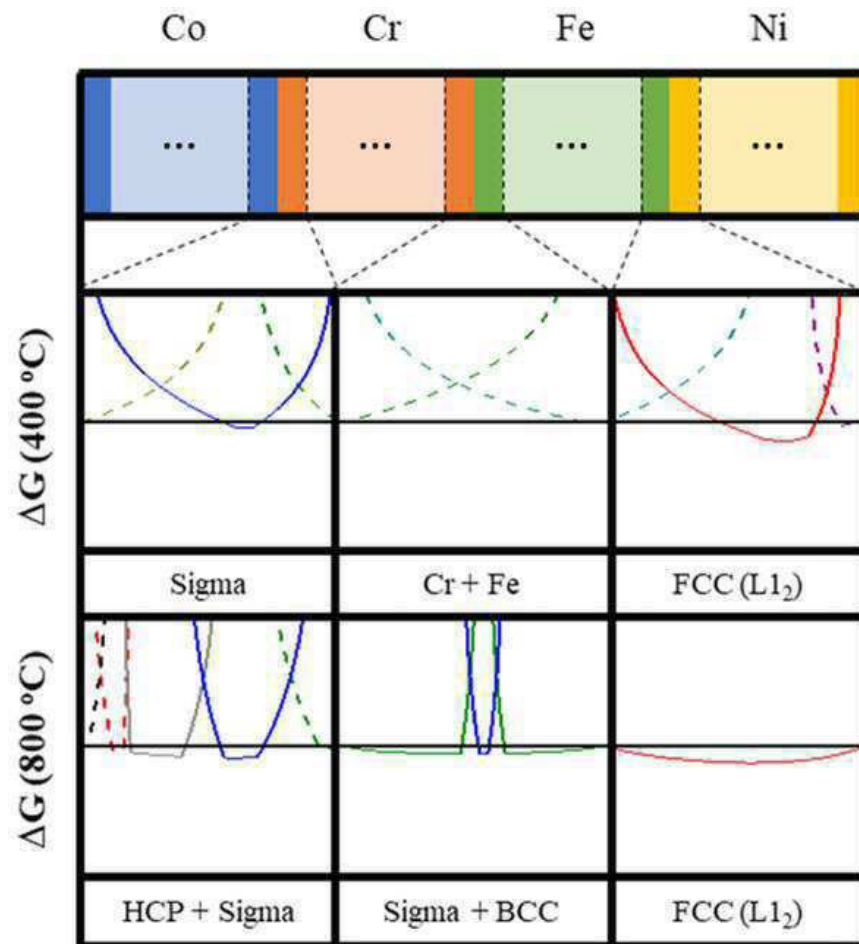 Co Cr Fe Ni
... ... ... ...
ΔG (400 °C)
Sigma Cr + Fe FCC (L1₂)
ΔG (800 °C)
HCP + Sigma Sigma + BCC FCC (L1₂)